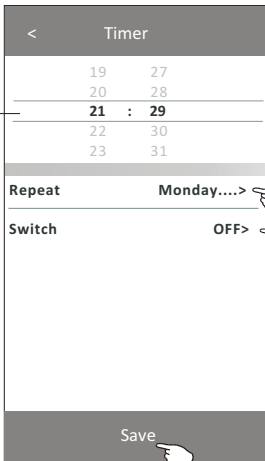 < Timer
19 27
20 28
21 : 29
22 30
23 31
Repeat Monday....>
Switch OFF>
Save